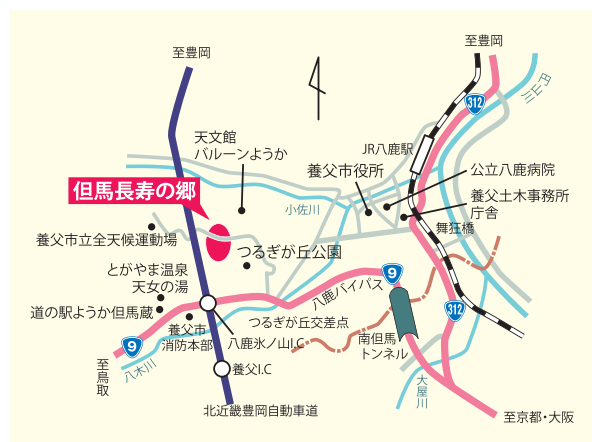 至豊岡
至豊岡
円山川
312
天文館
バルーンようか
JR八鹿駅
養父市役所
公立八鹿病院
但馬長寿の郷
養父土木事務所
庁舎
小佐川
舞狂橋
養父市立全天候運動場
つるぎが丘公園
とがやま温泉
天女の湯
9
八鹿バイパス
道の駅ようか但馬蔵
312
養父市
消防本部
つるぎが丘交差点
八鹿氷ノ山I.C
南但馬
トンネル
9
至鳥取
八木川
養父I.C
大屋川
北近畿豊岡自動車道
至京都・大阪